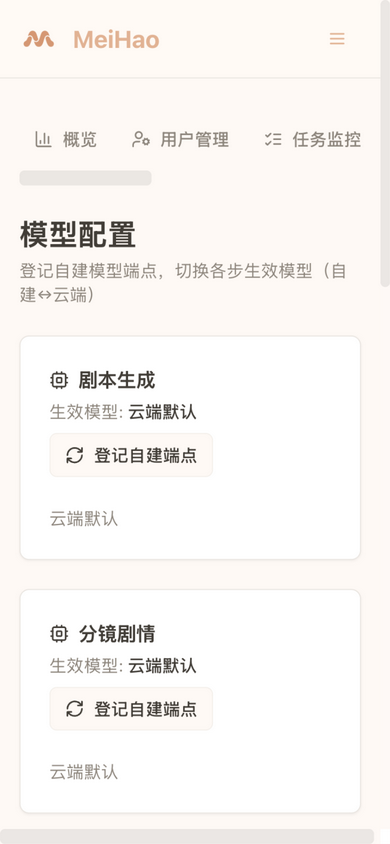 MeiHao
概览 用户管理 任务监控
模型配置
登记自建模型端点，切换各步生效模型（自
建↔云端）
剧本生成
生效模型: 云端默认
登记自建端点
云端默认
分镜剧情
生效模型: 云端默认
登记自建端点
云端默认